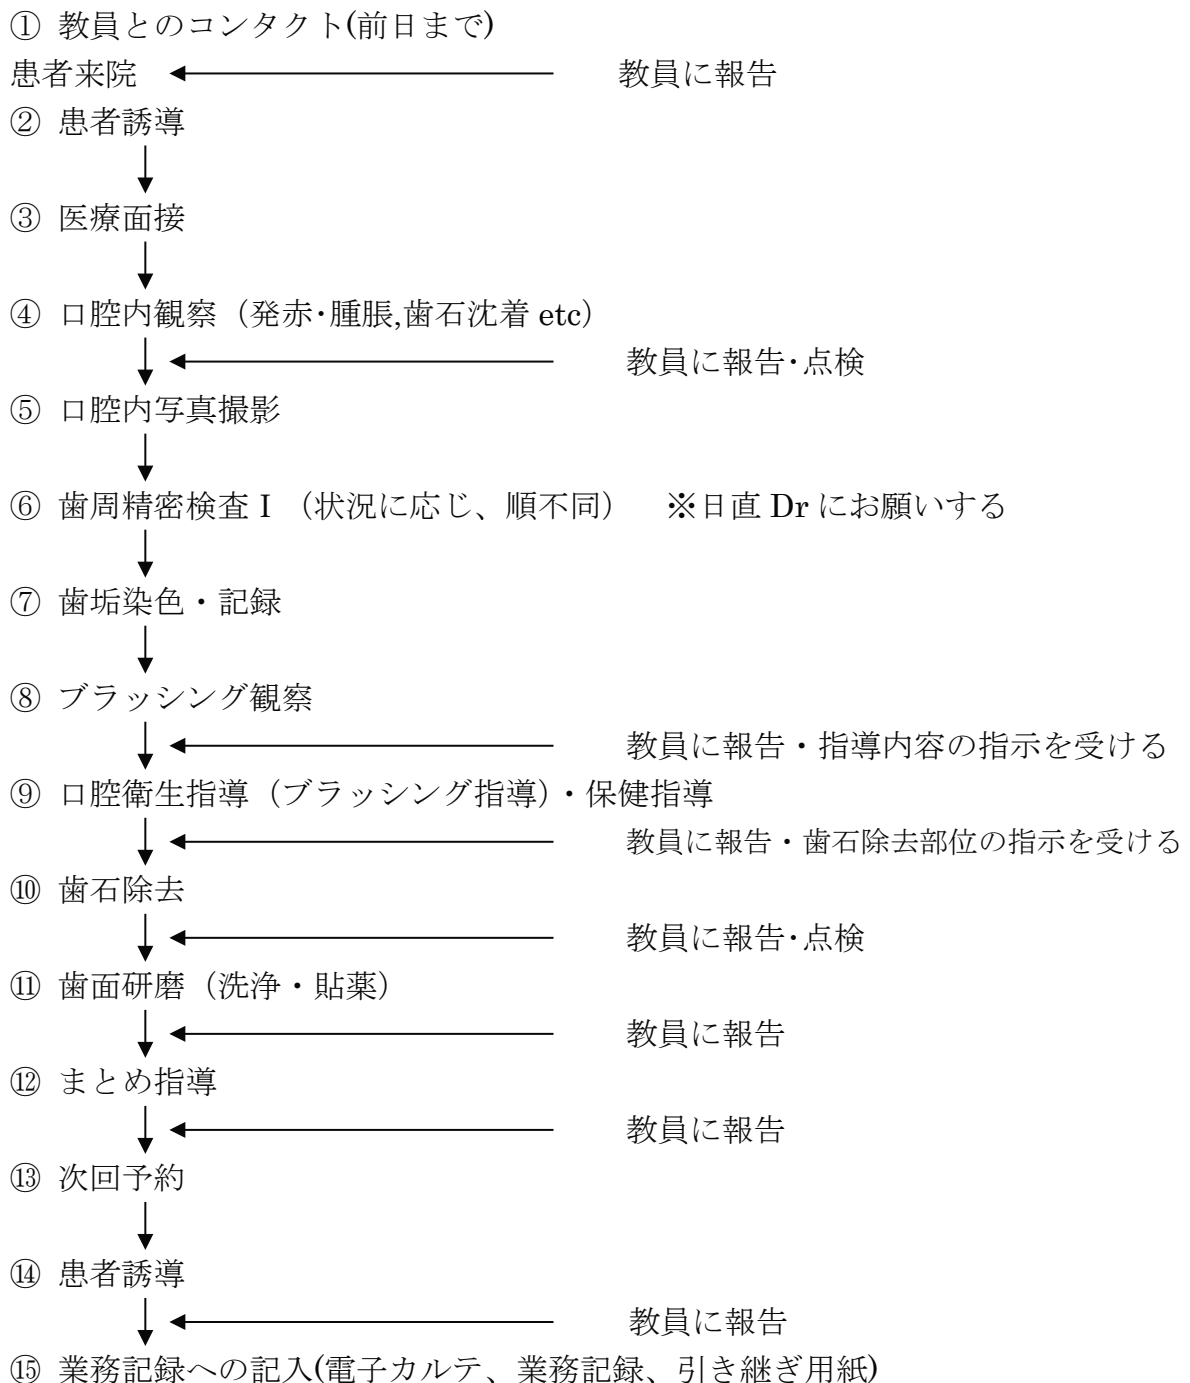 ① 教員とのコンタクト(前日まで)
患者来院 教員に報告
② 患者誘導
③ 医療面接
④ 口腔内観察（発赤･腫脹,歯石沈着 etc）
教員に報告･点検
⑤ 口腔内写真撮影
⑥ 歯周精密検査Ⅰ（状況に応じ、順不同） ※日直 Dr にお願いする
⑦ 歯垢染色・記録
⑧ ブラッシング観察
教員に報告・指導内容の指示を受ける
⑨ 口腔衛生指導（ブラッシング指導）・保健指導
教員に報告・歯石除去部位の指示を受ける
⑩ 歯石除去
教員に報告･点検
⑪ 歯面研磨（洗浄・貼薬）
教員に報告
⑫ まとめ指導
教員に報告
⑬ 次回予約
⑭ 患者誘導
教員に報告
⑮ 業務記録への記入(電子カルテ、業務記録、引き継ぎ用紙)